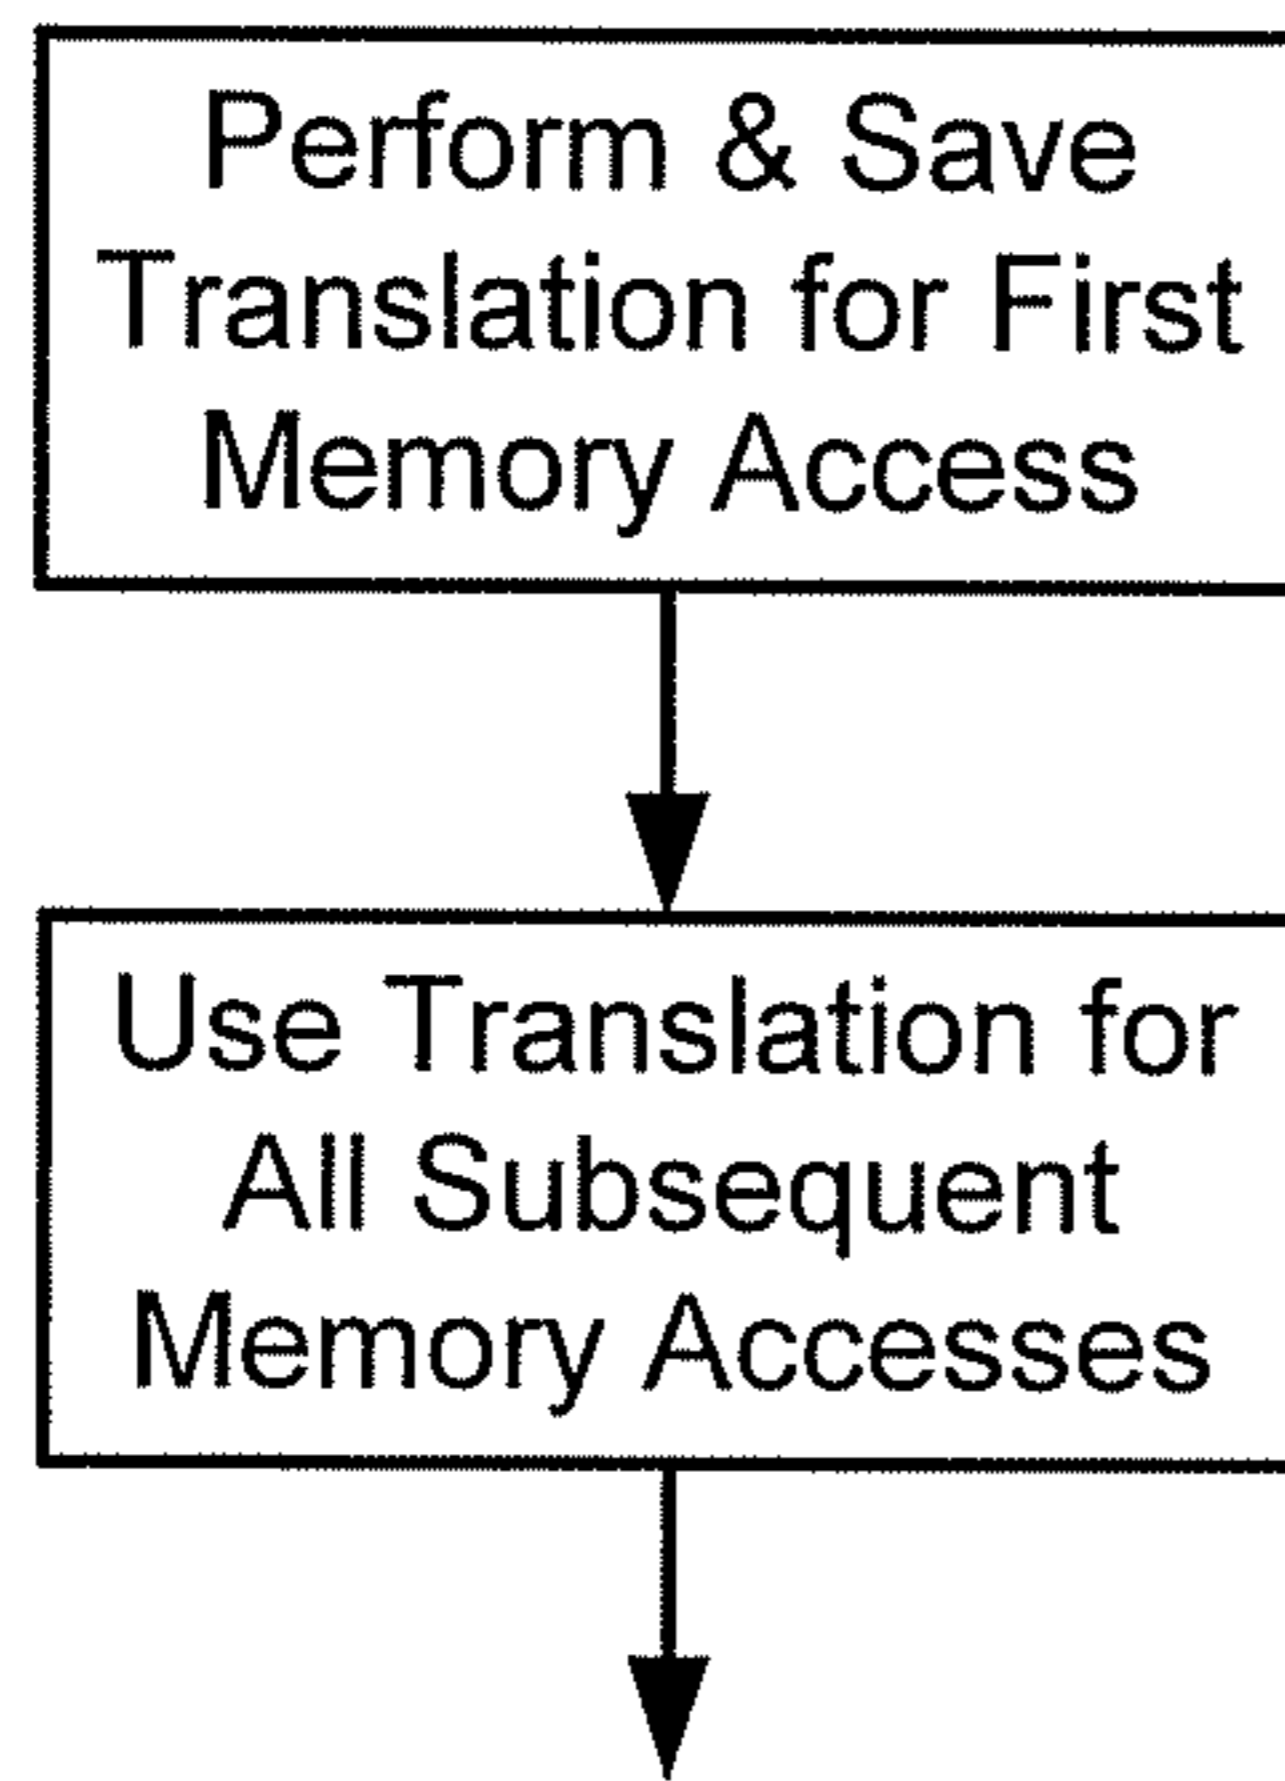 Perform & Save
Translation for First
Memory Access
Use Translation for
All Subsequent
Memory Accesses